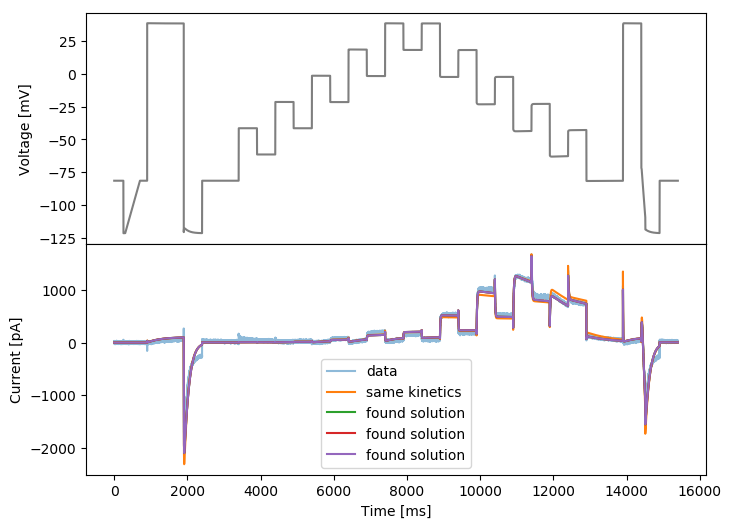 25
0
−25
−50
−75
−100
−125
Voltage [mV]
1000
0
−1000
−2000
Current [pA]
data
same kinetics
found solution
found solution
found solution
0 2000 4000 6000 8000 10000 12000 14000 16000
Time [ms]